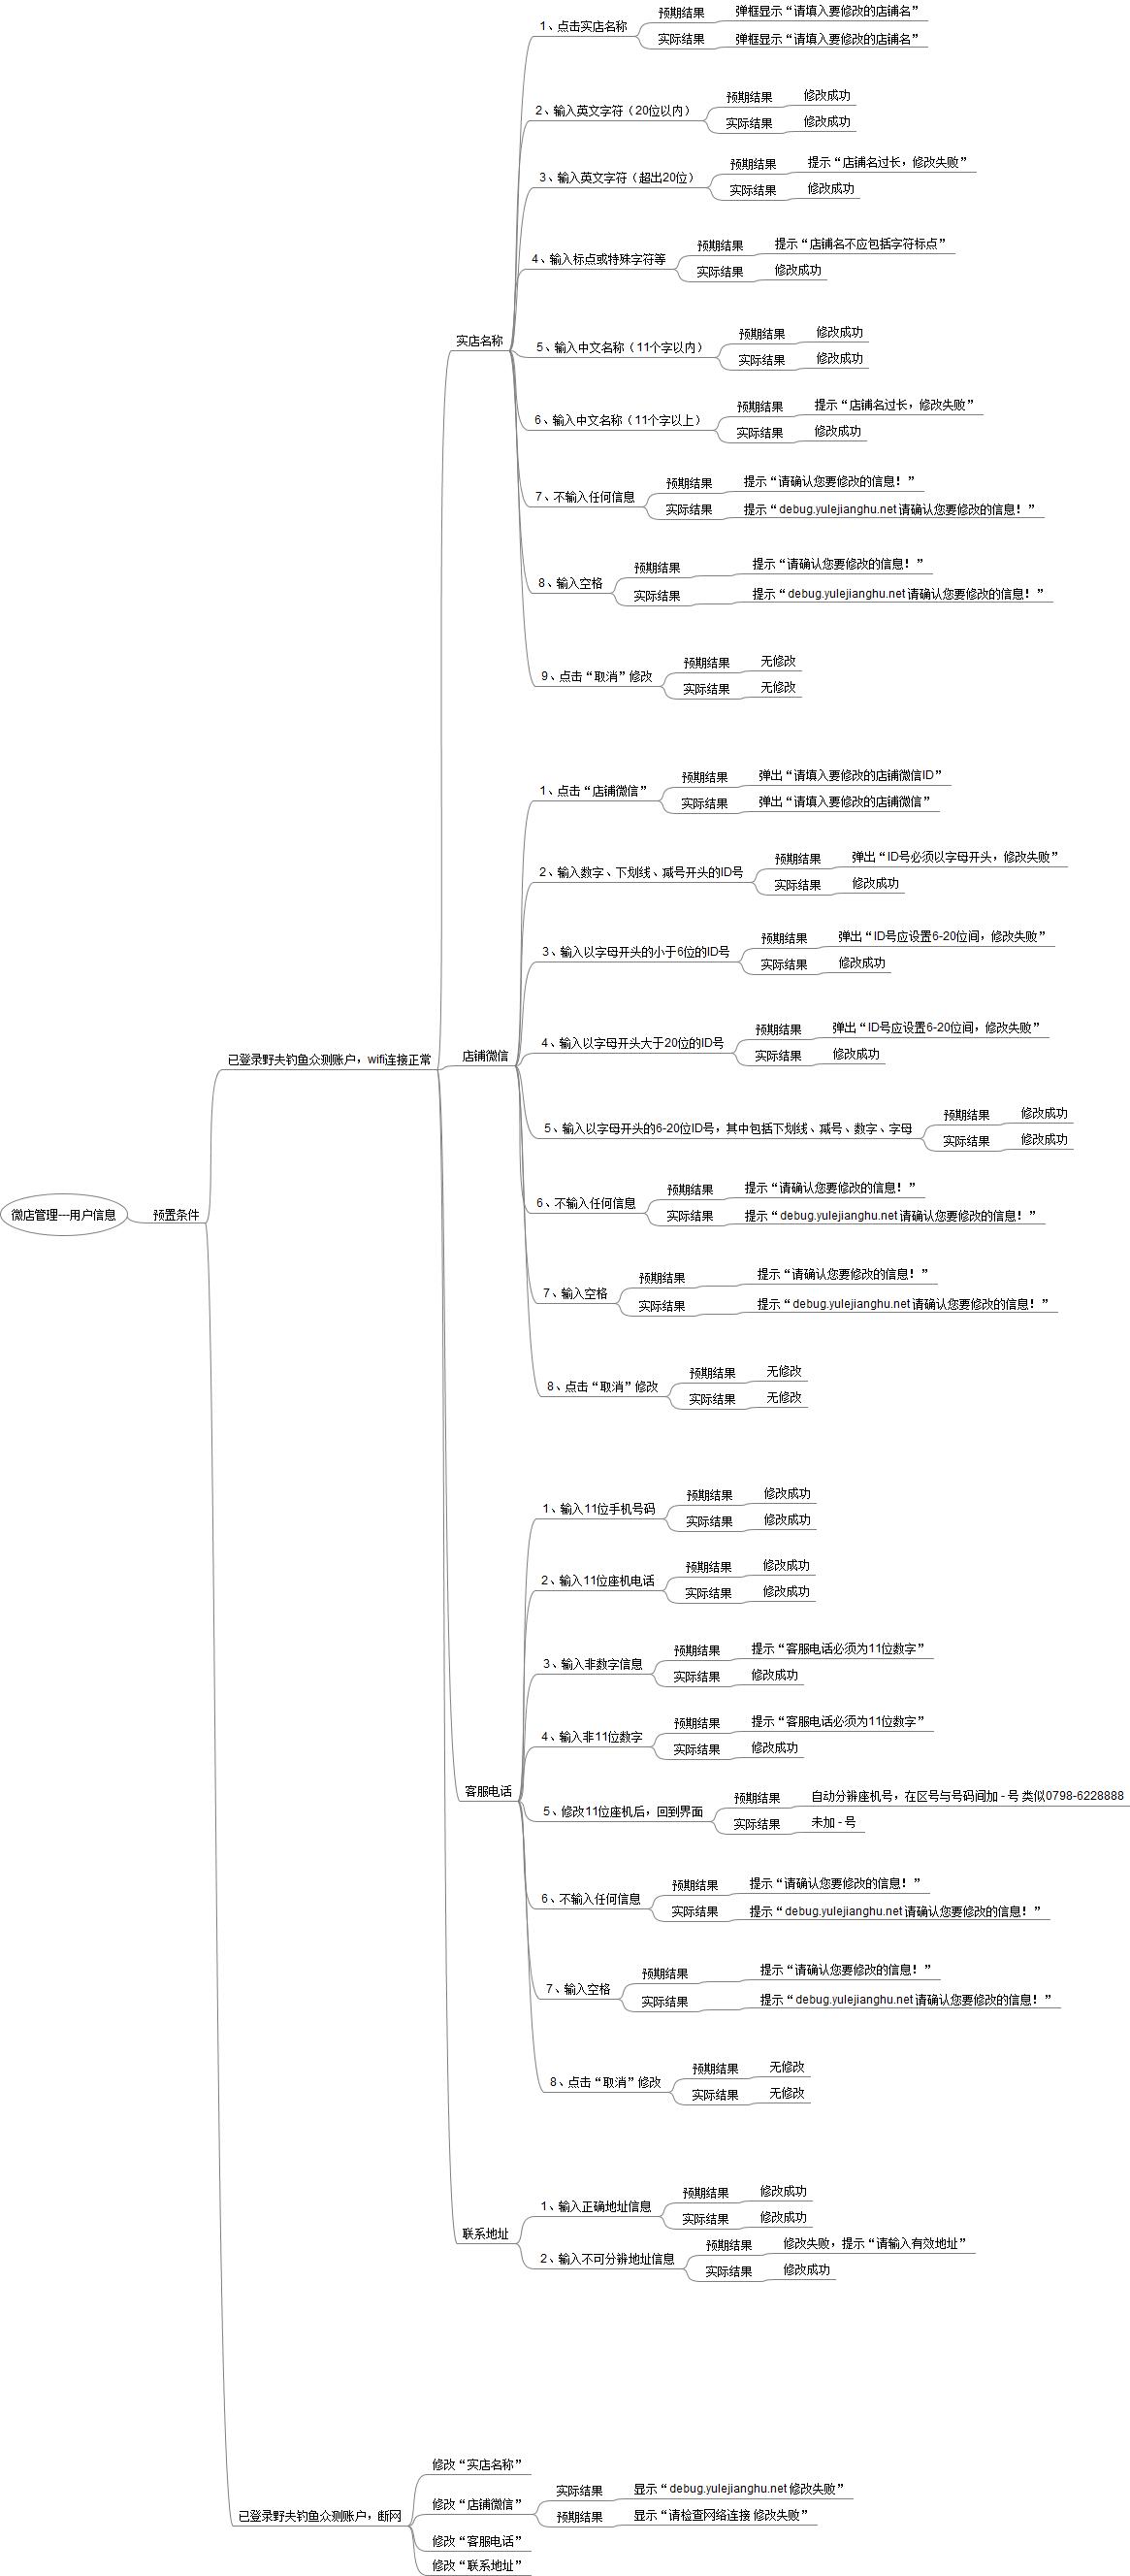 微店管理---用户信息
预置条件
已登录野夫钓鱼众测账户，wifi连接正常
实店名称
1、点击实店名称
预期结果
弹框显示“请填入要修改的店铺名”
实际结果
弹框显示“请填入要修改的店铺名”
2、输入英文字符（20位以内）
预期结果
修改成功
实际结果
修改成功
3、输入英文字符（超出20位）
预期结果
提示“店铺名过长，修改失败”
实际结果
修改成功
4、输入标点或特殊字符等
预期结果
提示“店铺名不应包括字符标点”
实际结果
修改成功
5、输入中文名称（11个字以内）
预期结果
修改成功
实际结果
修改成功
6、输入中文名称（11个字以上）
预期结果
提示“店铺名过长，修改失败”
实际结果
修改成功
7、不输入任何信息
预期结果
提示“请确认您要修改的信息！”
实际结果
提示“debug.yulejianghu.net 请确认您要修改的信息！”
8、输入空格
预期结果
提示“请确认您要修改的信息！”
实际结果
提示“debug.yulejianghu.net 请确认您要修改的信息！”
9、点击“取消”修改
预期结果
无修改
实际结果
无修改
店铺微信
1、点击“店铺微信”
预期结果
弹出“请填入要修改的店铺微信ID”
实际结果
弹出“请填入要修改的店铺微信”
2、输入数字、下划线、减号开头的ID号
预期结果
弹出“ID号必须以字母开头，修改失败”
实际结果
修改成功
3、输入以字母开头的小于6位的ID号
预期结果
弹出“ID号应设置6-20位间，修改失败”
实际结果
修改成功
4、输入以字母开头大于20位的ID号
预期结果
弹出“ID号应设置6-20位间，修改失败”
实际结果
修改成功
5、输入以字母开头的6-20位ID号，其中包括下划线、减号、数字、字母
预期结果
修改成功
实际结果
修改成功
6、不输入任何信息
预期结果
提示“请确认您要修改的信息！”
实际结果
提示“debug.yulejianghu.net 请确认您要修改的信息！”
7、输入空格
预期结果
提示“请确认您要修改的信息！”
实际结果
提示“debug.yulejianghu.net 请确认您要修改的信息！”
8、点击“取消”修改
预期结果
无修改
实际结果
无修改
客服电话
1、输入11位手机号码
预期结果
修改成功
实际结果
修改成功
2、输入11位座机电话
预期结果
修改成功
实际结果
修改成功
3、输入非数字信息
预期结果
提示“客服电话必须为11位数字”
实际结果
修改成功
4、输入非11位数字
预期结果
提示“客服电话必须为11位数字”
实际结果
修改成功
5、修改11位座机后，回到界面
预期结果
自动分辨座机号，在区号与号码间加 - 号 类似0798-6228888
实际结果
未加 - 号
6、不输入任何信息
预期结果
提示“请确认您要修改的信息！”
实际结果
提示“debug.yulejianghu.net 请确认您要修改的信息！”
7、输入空格
预期结果
提示“请确认您要修改的信息！”
实际结果
提示“debug.yulejianghu.net 请确认您要修改的信息！”
8、点击“取消”修改
预期结果
无修改
实际结果
无修改
联系地址
1、输入正确地址信息
预期结果
修改成功
实际结果
修改成功
2、输入不可分辨地址信息
预期结果
修改失败，提示“请输入有效地址”
实际结果
修改成功
已登录野夫钓鱼众测账户，断网
修改“实店名称”
修改“店铺微信”
实际结果
显示“debug.yulejianghu.net 修改失败”
预期结果
显示“请检查网络连接 修改失败”
修改“客服电话”
修改“联系地址”